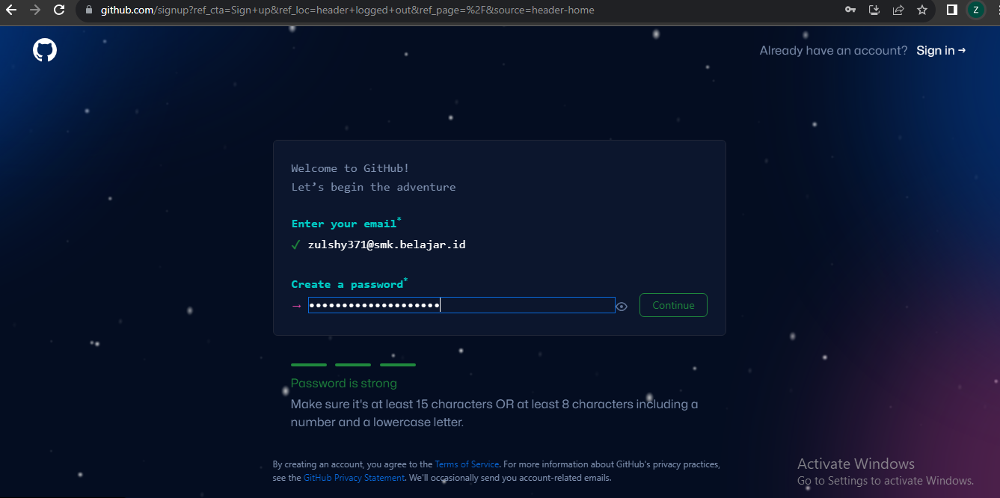 github.com/signup?ref_cta=Sign+up&ref_loc=header+logged+out&ref_page=%2F&source=header-home
Z
Already have an account? Sign in →
Welcome to GitHub!
Let’s begin the adventure
Enter your email*
✓ zulshy371@smk.belajar.id
Create a password*
→ ••••••••••••••••••••
Continue
Password is strong
Make sure it's at least 15 characters OR at least 8 characters including a
number and a lowercase letter.
By creating an account, you agree to the Terms of Service. For more information about GitHub's privacy practices,
see the GitHub Privacy Statement. We'll occasionally send you account-related emails.
Activate Windows
Go to Settings to activate Windows.